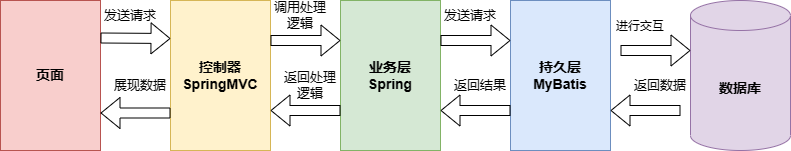 页面
发送请求
展现数据
控制器
SpringMVC
调用处理
逻辑
返回处理
逻辑
业务层
Spring
发送请求
返回结果
持久层
MyBatis
进行交互
返回数据
数据库